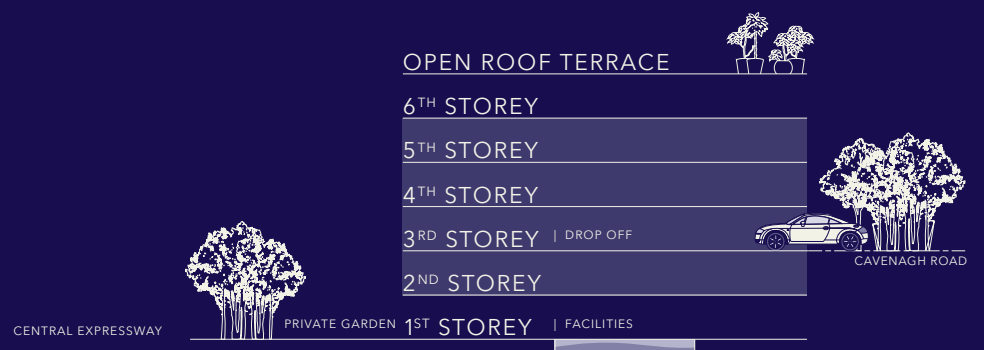 OPEN ROOF TERRACE
6TH STOREY
5TH STOREY
4TH STOREY
3RD STOREY | DROP OFF
CAVENAGH ROAD
2ND STOREY
CENTRAL EXPRESSWAY PRIVATE GARDEN 1ST STOREY | FACILITIES